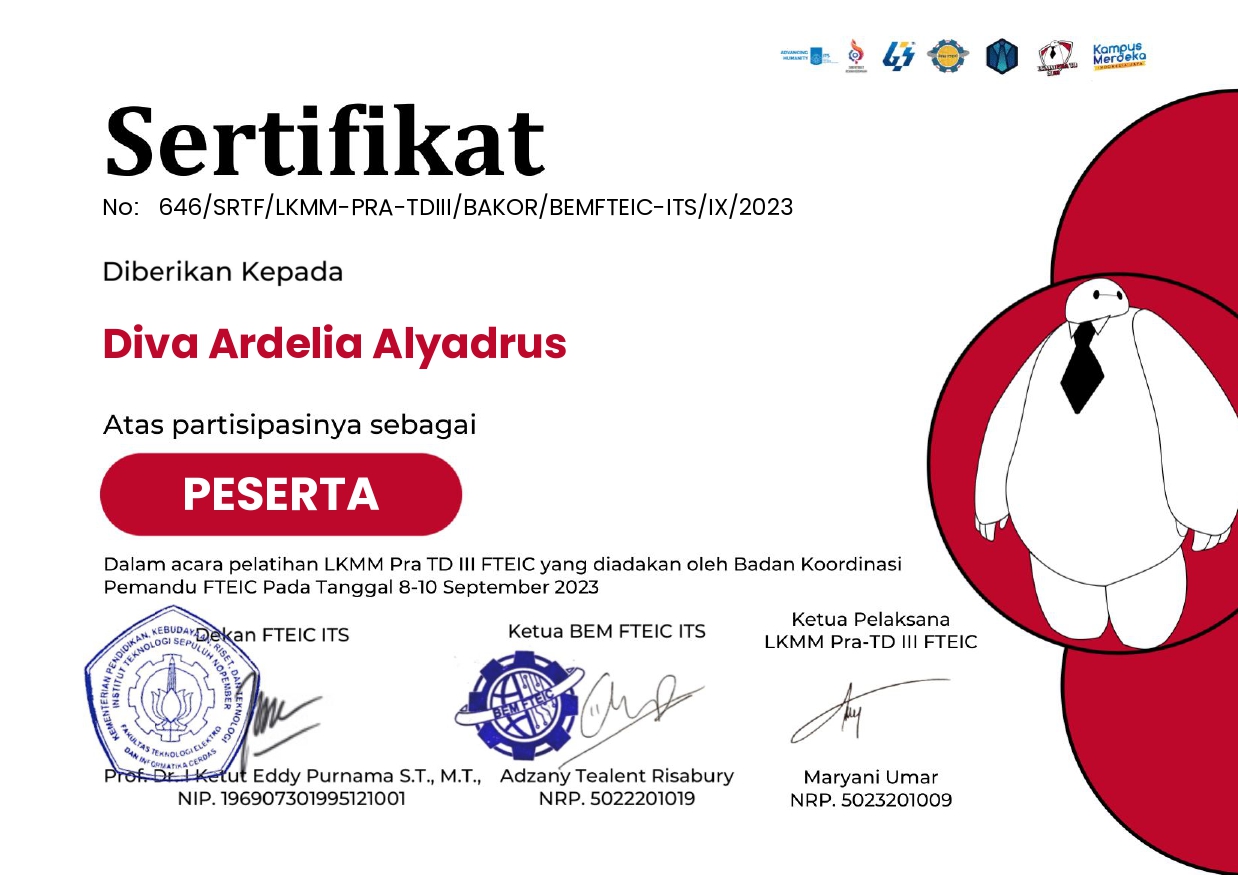 ADVANCING
HUMANITY
Kampus
Merdeka
INDONESIA JAYA
Sertifikat
No: 646/SRTF/LKMM-PRA-TDIII/BAKOR/BEMFTEIC-ITS/IX/2023
Diberikan Kepada
Diva Ardelia Alyadrus
Atas partisipasinya sebagai
PESERTA
Dalam acara pelatihan LKMM Pra TD III FTEIC yang diadakan oleh Badan Koordinasi
Pemandu FTEIC Pada Tanggal 8-10 September 2023
Dekan FTEIC ITS
KEMENTERIAN PENDIDIKAN, KEBUDAYAAN, RISET, DAN TEKNOLOGI
INSTITUT TEKNOLOGI SEPULUH NOPEMBER
FAKULTAS TEKNOLOGI ELEKTRO
DAN INFORMATIKA CERDAS
Prof. Dr. I Ketut Eddy Purnama S.T., M.T.,
NIP. 196907301995121001
Ketua BEM FTEIC ITS
BEM FTEIC
Adzany Tealent Risabury
NRP. 5022201019
Ketua Pelaksana
LKMM Pra-TD III FTEIC
Maryani Umar
NRP. 5023201009